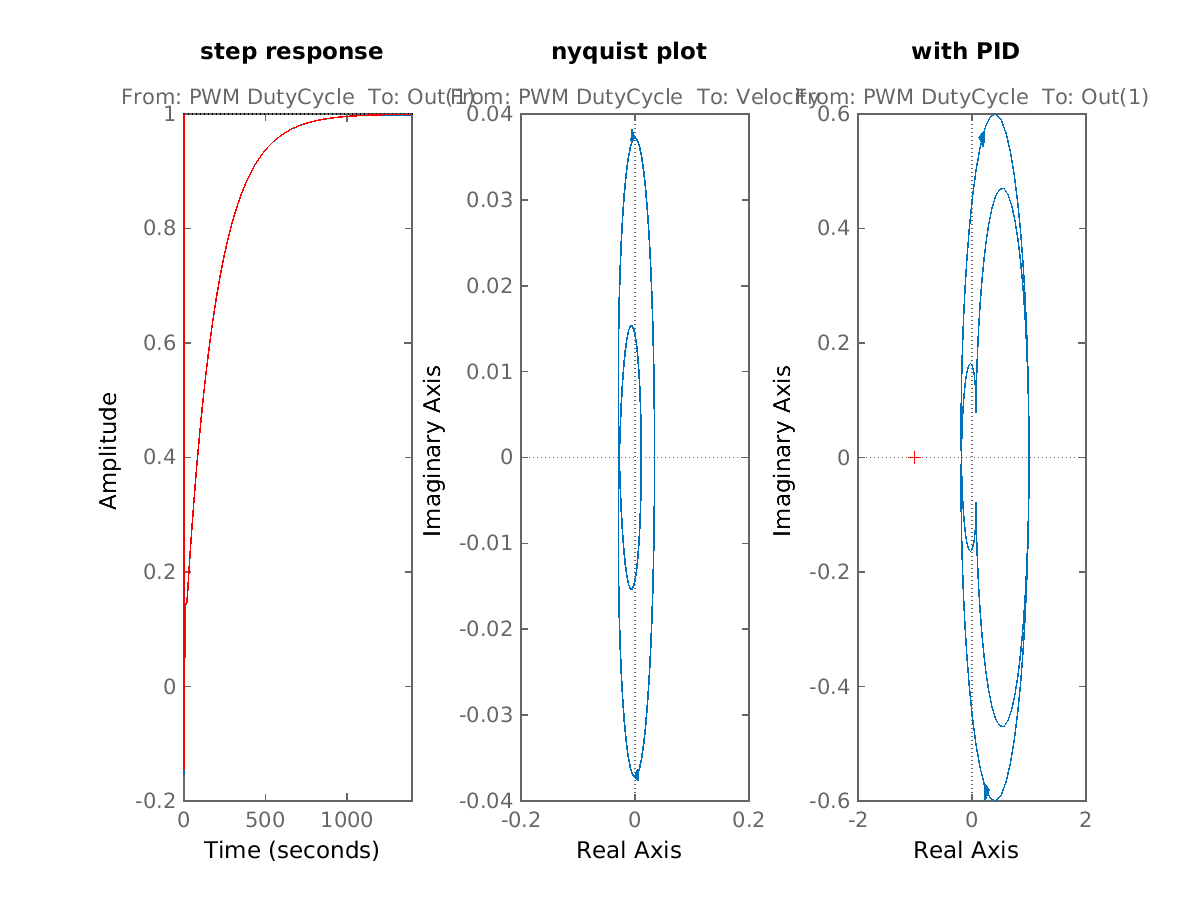 step response
From: PWM DutyCycle  To: Out(1)
1
0.8
0.6
0.4
0.2
0
-0.2
0
500
1000
Amplitude
Time (seconds)
nyquist plot
From: PWM DutyCycle  To: Velocity
0.04
0.03
0.02
0.01
0
-0.01
-0.02
-0.03
-0.04
-0.2
0
0.2
Imaginary Axis
Real Axis
with PID
From: PWM DutyCycle  To: Out(1)
0.6
0.4
0.2
0
-0.2
-0.4
-0.6
-2
0
2
Imaginary Axis
Real Axis